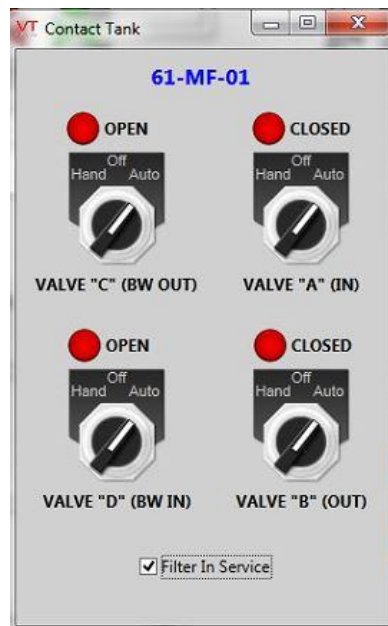 VT Contact Tank
61-MF-01
OPEN
Off
Hand Auto
VALVE "C" (BW OUT)
CLOSED
Off
Hand Auto
VALVE "A" (IN)
OPEN
Off
Hand Auto
VALVE "D" (BW IN)
CLOSED
Off
Hand Auto
VALVE "B" (OUT)
Filter In Service